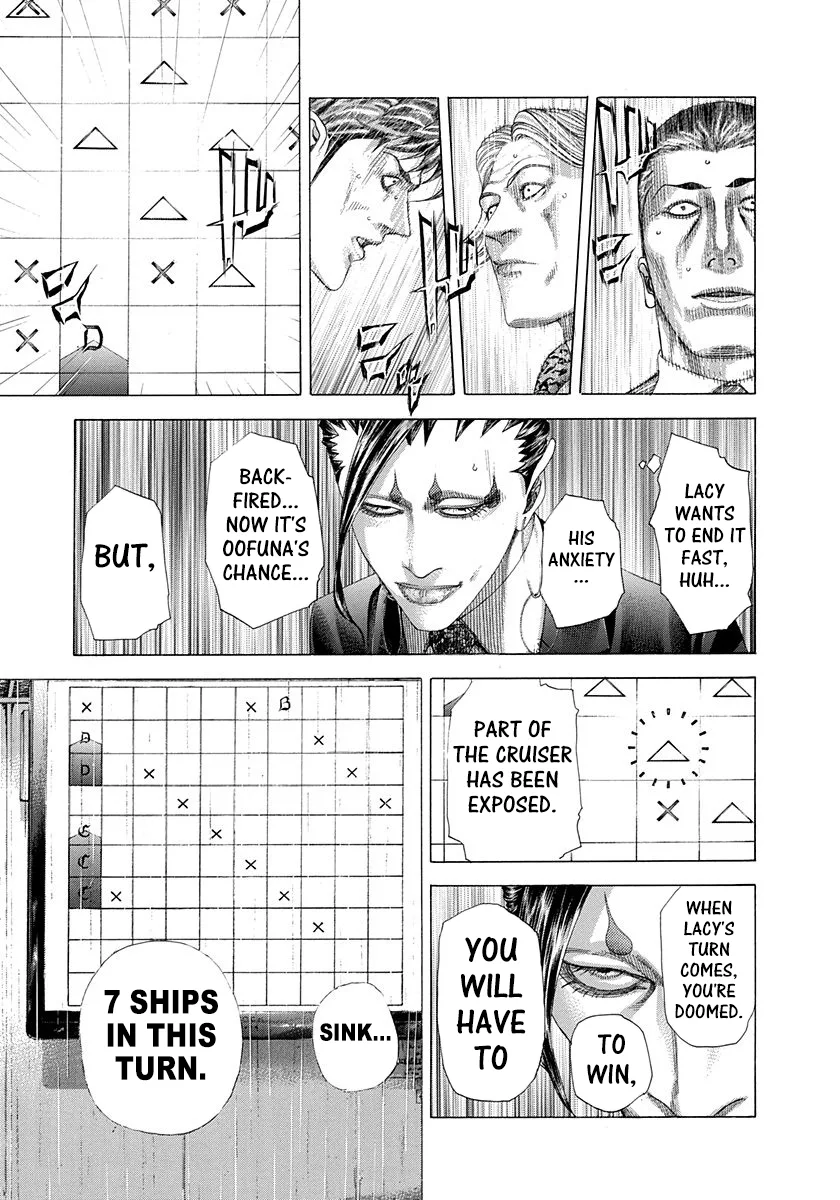 D
LACY
WANTS
TO END IT
FAST,
HUH...
HIS
ANXIETY
...
BACK-
FIRED...
NOW IT'S
OOFUNA'S
CHANCE...
BUT,
PART OF
THE CRUISER
HAS BEEN
EXPOSED.
WHEN
LACY'S
TURN
COMES,
YOU'RE
DOOMED.
TO
WIN,
YOU
WILL
HAVE
TO
B
D
D
C
C
SINK...
7 SHIPS
IN THIS
TURN.